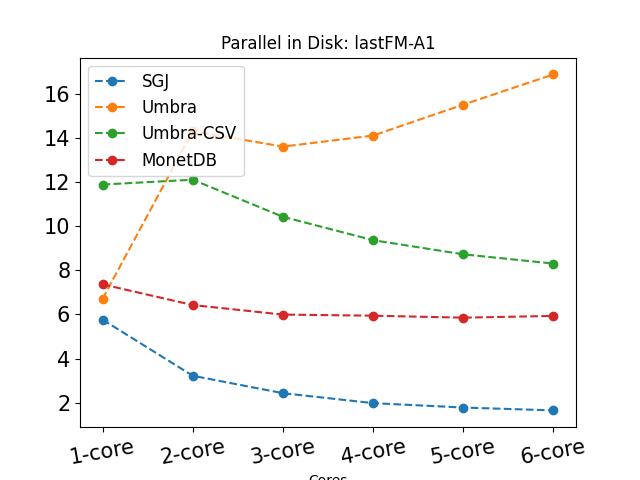 Parallel in Disk: lastFM-A1
SGJ
Umbra
Umbra-CSV
MonetDB
16
14
12
10
8
6
4
2
1-core 2-core 3-core 4-core 5-core 6-core
Cores